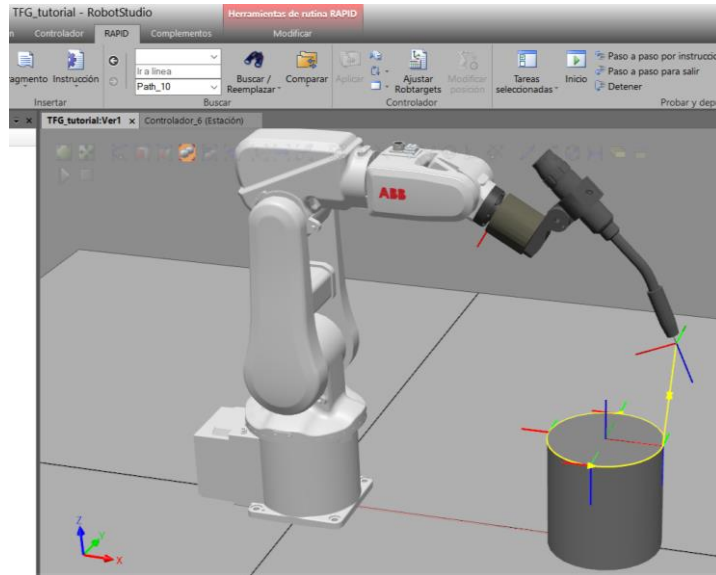 TFG_tutorial - RobotStudio
Herramientas de rutina RAPID
Controlador RAPID Complementos Modificar
Instrucción
Ir a línea
Path_10
Buscar / Reemplazar
Comparar
Aplicar
Ajustar Robtargets
Modificar posición
Tareas seleccionadas
Inicio
Paso a paso por instrucció
Paso a paso para salir
Detener
Insertar Buscar Controlador Probar y dep
TFG_tutorial:Ver1 x Controlador_6 (Estación)
ABB
Z
Y
X